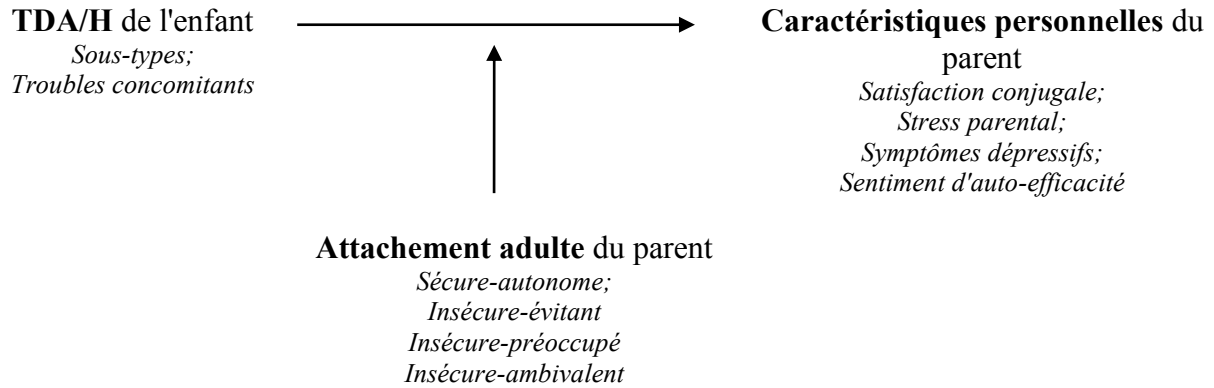 TDA/H de l'enfant
Sous-types;
Troubles concomitants
Caractéristiques personnelles du
parent
Satisfaction conjugale;
Stress parental;
Symptômes dépressifs;
Sentiment d'auto-efficacité
Attachement adulte du parent
Sécure-autonome;
Insécure-évitant
Insécure-préoccupé
Insécure-ambivalent